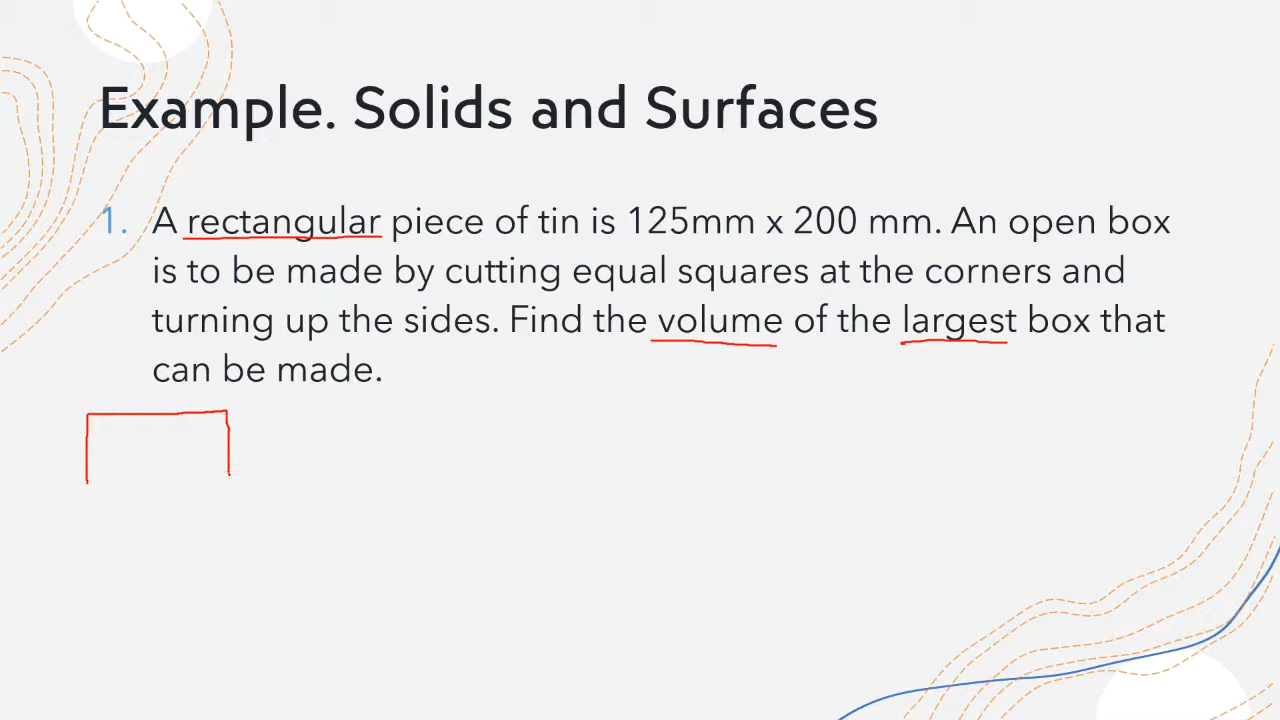 Example. Solids and Surfaces
1. A rectangular piece of tin is 125mm x 200 mm. An open box
is to be made by cutting equal squares at the corners and
turning up the sides. Find the volume of the largest box that
can be made.